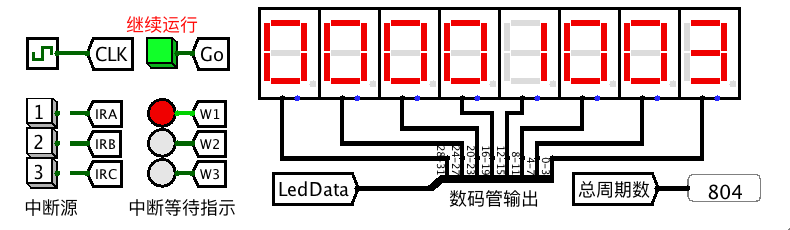 继续运行
00001003
CLK
Go
1
IRA
W1
2
IRB
W2
3
IRC
W3
28-31
24-27
20-23
16-19
12-15
8-11
4-7
0-3
中断源
中断等待指示
LedData
数码管输出
总周期数
804